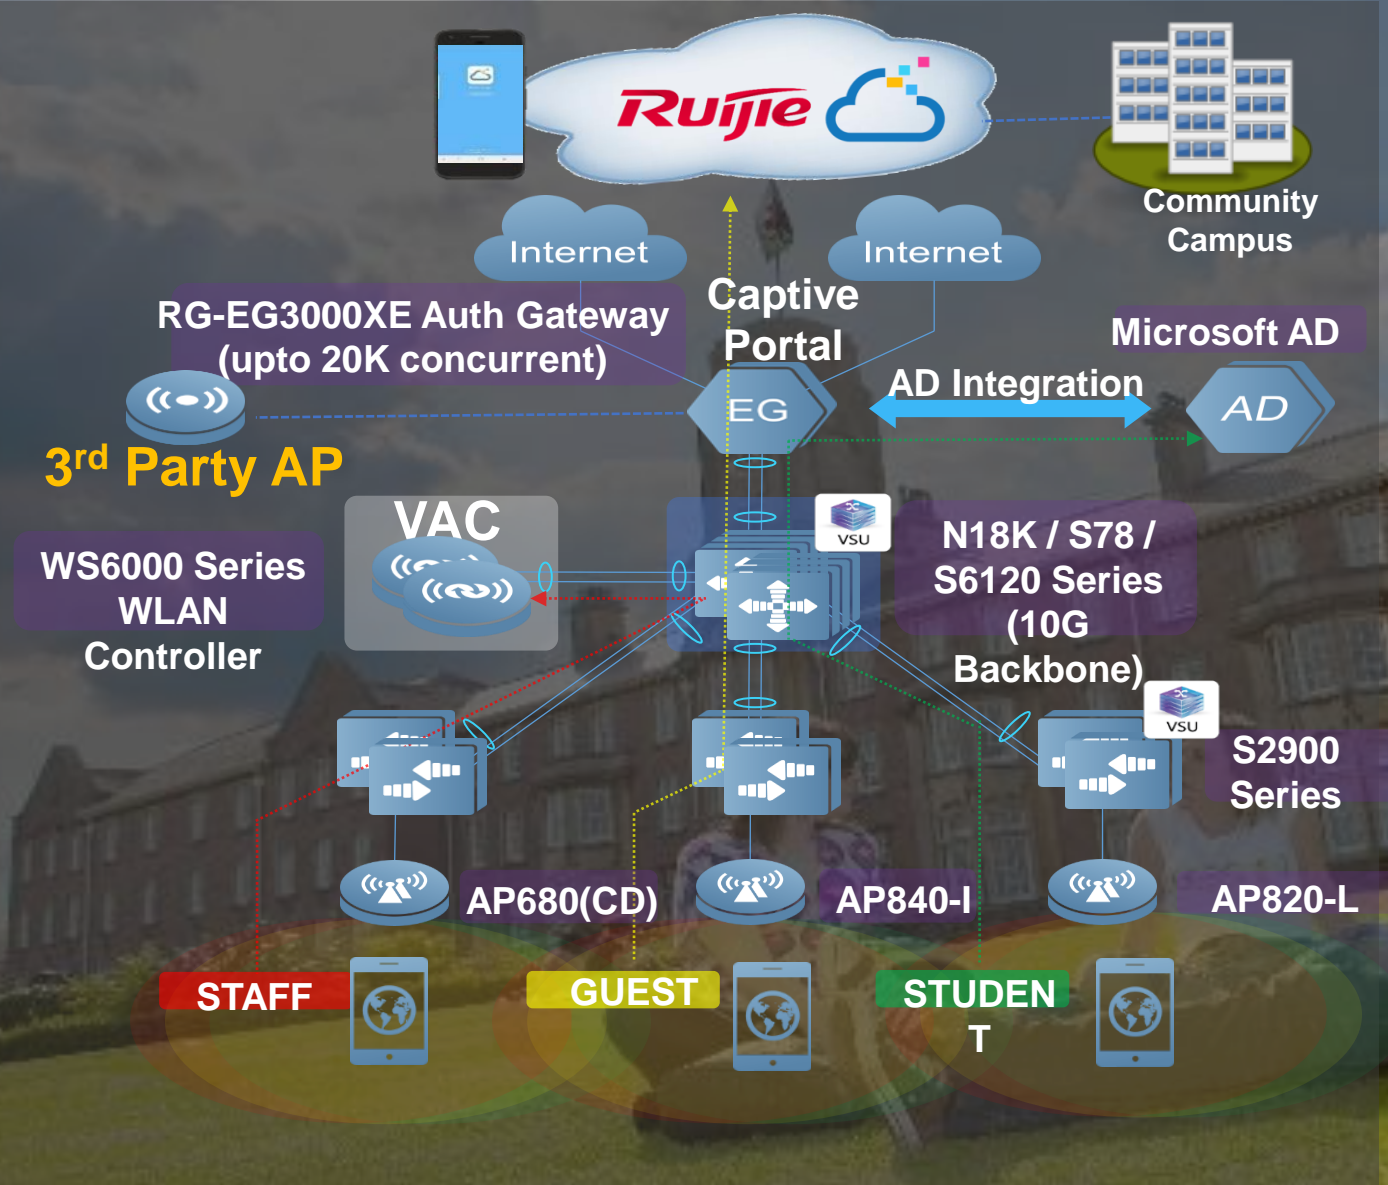 Ruijie
Community
Campus
Internet
Internet
Captive
Portal
RG-EG3000XE Auth Gateway
(upto 20K concurrent)
Microsoft AD
AD Integration
EG
AD
3rd Party AP
VAC
VSU
WS6000 Series
WLAN
Controller
N18K / S78 /
S6120 Series
(10G
Backbone)
VSU
S2900
Series
AP680(CD)
AP840-I
AP820-L
STAFF
GUEST
STUDEN
T